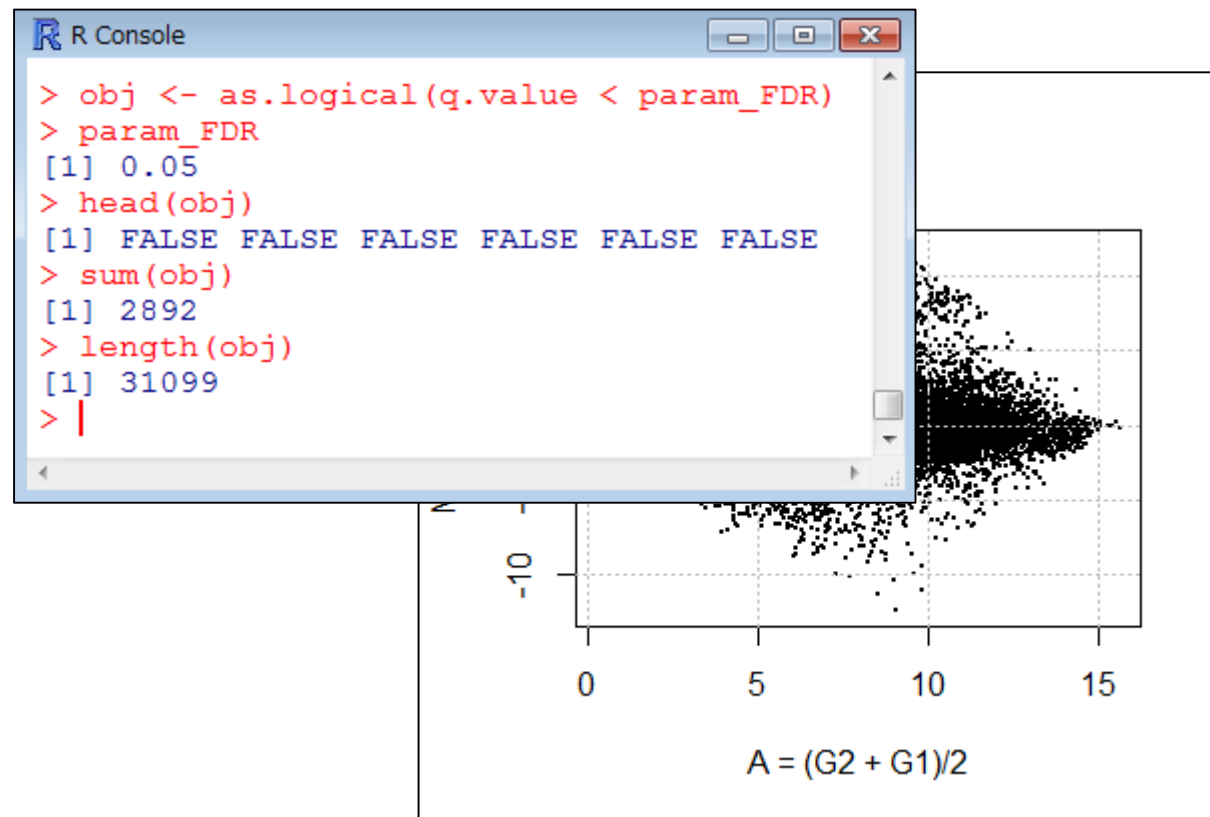 R Console
> obj <- as.logical(q.value < param_FDR)
> param_FDR
[1] 0.05
> head(obj)
[1] FALSE FALSE FALSE FALSE FALSE FALSE
> sum(obj)
[1] 2892
> length(obj)
[1] 31099
>
-10
0 5 10 15
A = (G2 + G1)/2